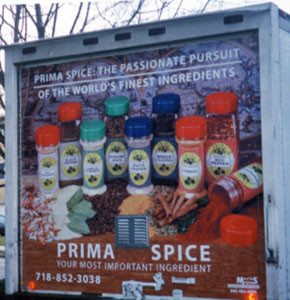 PRIMA SPICE: THE PASSIONATE PURSUIT
OF THE WORLD'S FINEST INGREDIENTS
PRIMA SPICE
YOUR MOST IMPORTANT INGREDIENT
718-852-3038